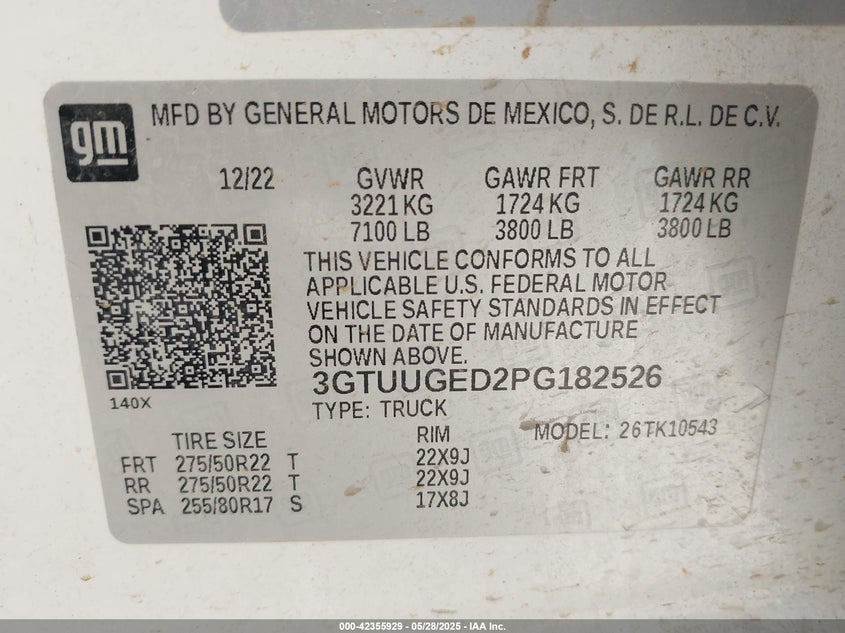 gm
MFD BY GENERAL MOTORS DE MEXICO, S. DE R.L. DE C.V.
12/22 GVWR GAWR FRT GAWR RR
3221 KG 1724 KG 1724 KG
7100 LB 3800 LB 3800 LB
THIS VEHICLE CONFORMS TO ALL
APPLICABLE U.S. FEDERAL MOTOR
VEHICLE SAFETY STANDARDS IN EFFECT
ON THE DATE OF MANUFACTURE
SHOWN ABOVE.
3GTUUGED2PG182526
140X
TYPE: TRUCK
TIRE SIZE RIM MODEL: 26TK10543
FRT 275/50R22 T 22X9J
RR 275/50R22 T 22X9J
SPA 255/80R17 S 17X8J
000-42355929 - 05/28/2025 - IAA Inc.